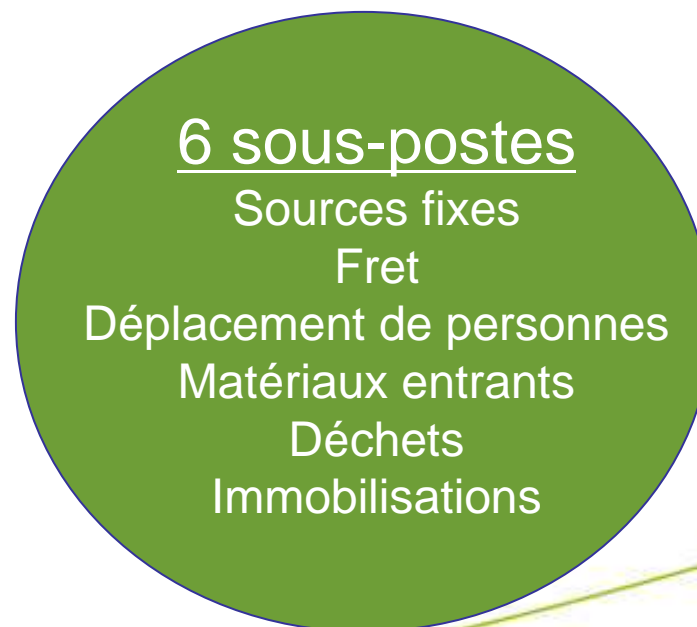 6 sous-postes
Sources fixes
Fret
Déplacement de personnes
Matériaux entrants
Déchets
Immobilisations